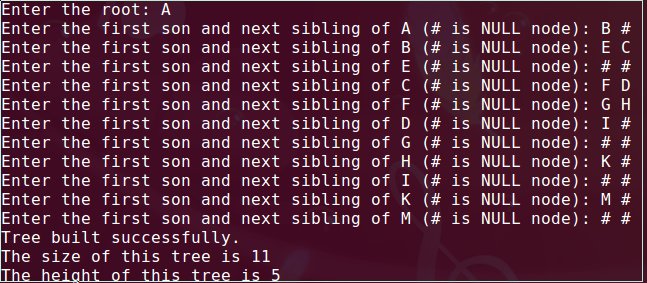 Enter the root: A
Enter the first son and next sibling of A (# is NULL node): B #
Enter the first son and next sibling of B (# is NULL node): E C
Enter the first son and next sibling of E (# is NULL node): # #
Enter the first son and next sibling of C (# is NULL node): F D
Enter the first son and next sibling of F (# is NULL node): G H
Enter the first son and next sibling of D (# is NULL node): I #
Enter the first son and next sibling of G (# is NULL node): # #
Enter the first son and next sibling of H (# is NULL node): K #
Enter the first son and next sibling of I (# is NULL node): # #
Enter the first son and next sibling of K (# is NULL node): M #
Enter the first son and next sibling of M (# is NULL node): # #
Tree built successfully.
The size of this tree is 11
The height of this tree is 5